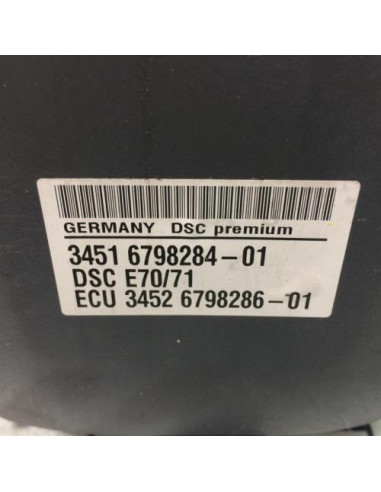 GERMANY DSC premium
3451 6798284-01
DSC E70/71
ECU 3452 6798286-01